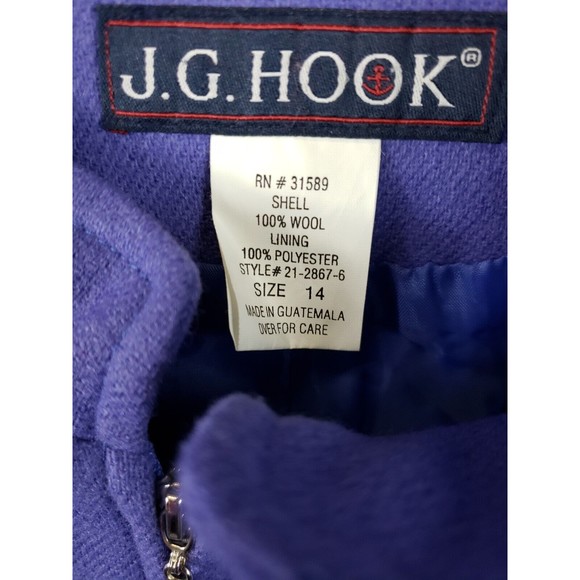 J.G. HOOK®
RN # 31589
SHELL
100% WOOL
LINING
100% POLYESTER
STYLE# 21-2867-6
SIZE 14
MADE IN GUATEMALA
OVER FOR CARE